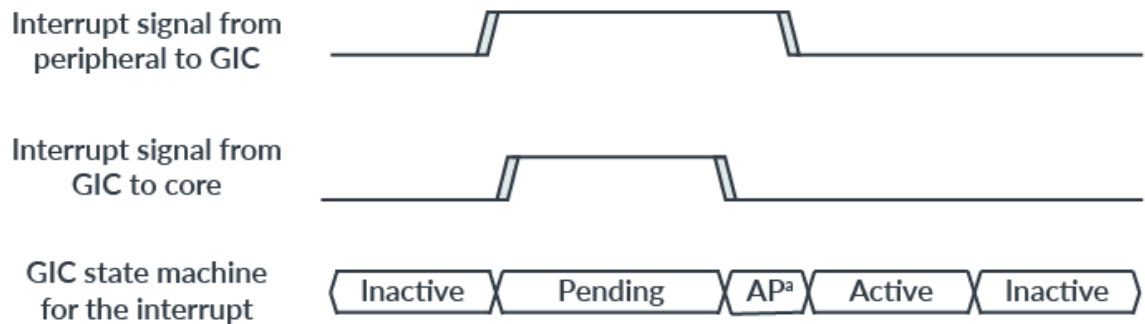 Interrupt signal from
peripheral to GIC
Interrupt signal from
GIC to core
GIC state machine
for the interrupt
Inactive Pending APᵃ Active Inactive